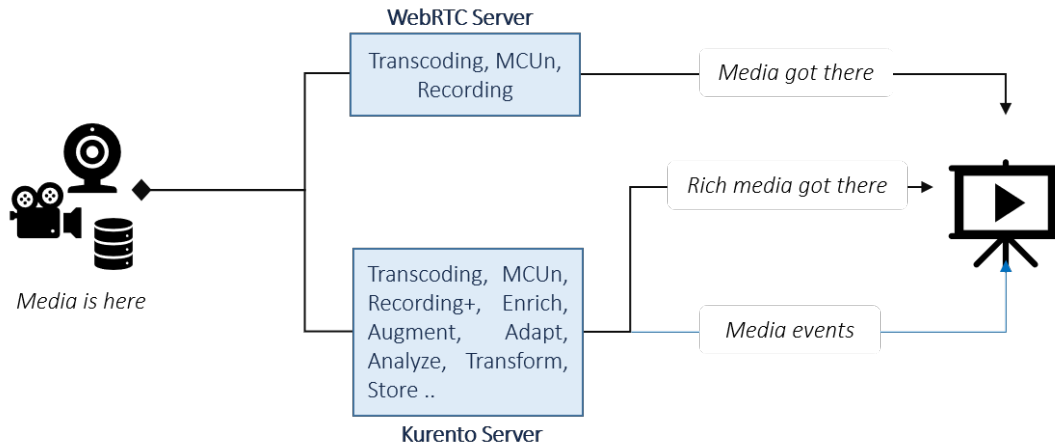 WebRTC Server
Transcoding, MCUn,
Recording
Media got there
Rich media got there
Media is here
Transcoding, MCUn,
Recording+, Enrich,
Augment, Adapt,
Analyze, Transform,
Store ..
Media events
Kurento Server